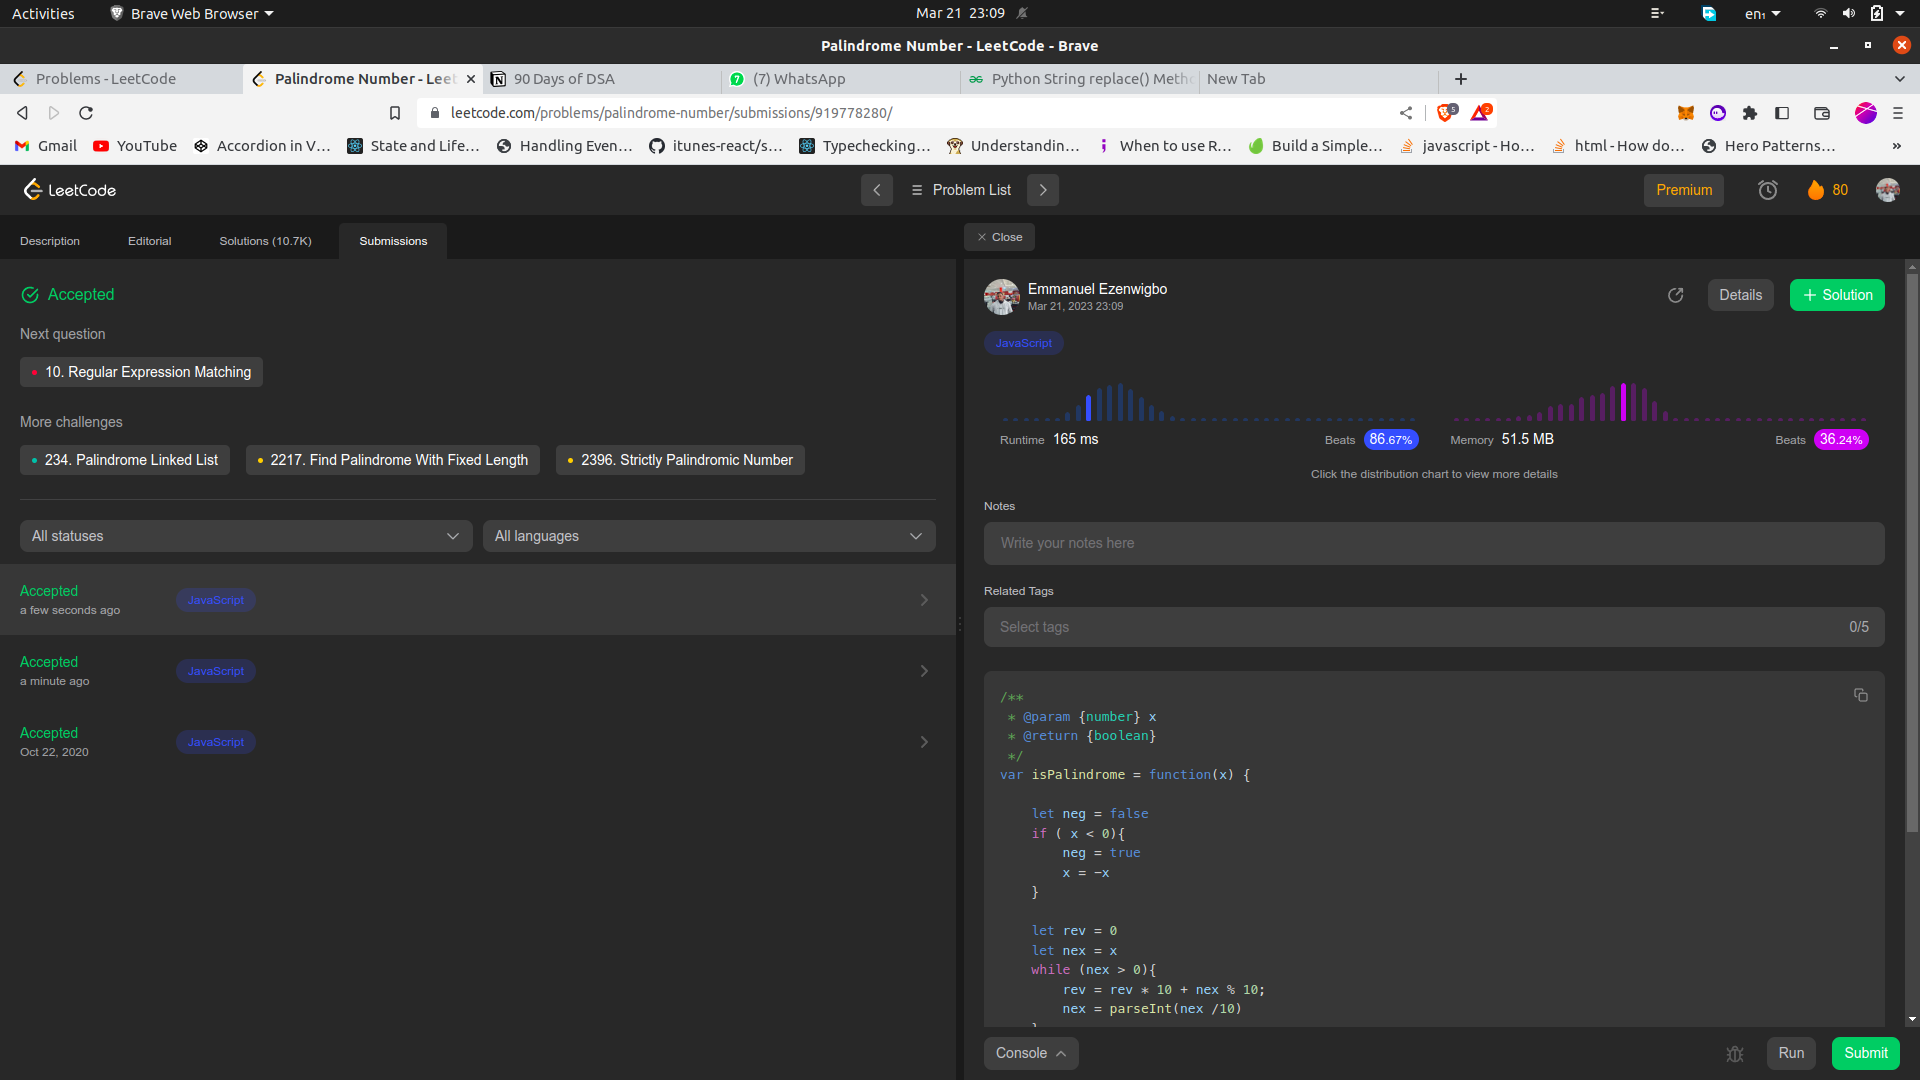 Activities
Brave Web Browser
Mar 21 23:09
en₁
Palindrome Number - LeetCode - Brave
Problems - LeetCode
Palindrome Number - Leet
90 Days of DSA
(7) WhatsApp
Python String replace() Meth
New Tab
leetcode.com/problems/palindrome-number/submissions/919778280/
5
2
Gmail
YouTube
Accordion in V...
State and Life...
Handling Even...
itunes-react/s...
Typechecking...
Understandin...
When to use R...
Build a Simple...
javascript - Ho...
html - How do...
Hero Patterns...
»
LeetCode
Problem List
Premium
80
Description
Editorial
Solutions (10.7K)
Submissions
Close
Accepted
Next question
10. Regular Expression Matching
More challenges
234. Palindrome Linked List
2217. Find Palindrome With Fixed Length
2396. Strictly Palindromic Number
All statuses
All languages
Accepted
a few seconds ago
JavaScript
Accepted
a minute ago
JavaScript
Accepted
Oct 22, 2020
JavaScript
Emmanuel Ezenwigbo
Mar 21, 2023 23:09
Details
+ Solution
JavaScript
Runtime 165 ms
Beats 86.67%
Memory 51.5 MB
Beats 36.24%
Click the distribution chart to view more details
Notes
Write your notes here
Related Tags
Select tags
0/5
/**
 * @param {number} x
 * @return {boolean}
 */
var isPalindrome = function(x) {
    let neg = false
    if ( x < 0){
        neg = true
        x = -x
    }
    let rev = 0
    let nex = x
    while (nex > 0){
        rev = rev * 10 + nex % 10;
        nex = parseInt(nex /10)
Console
Run
Submit